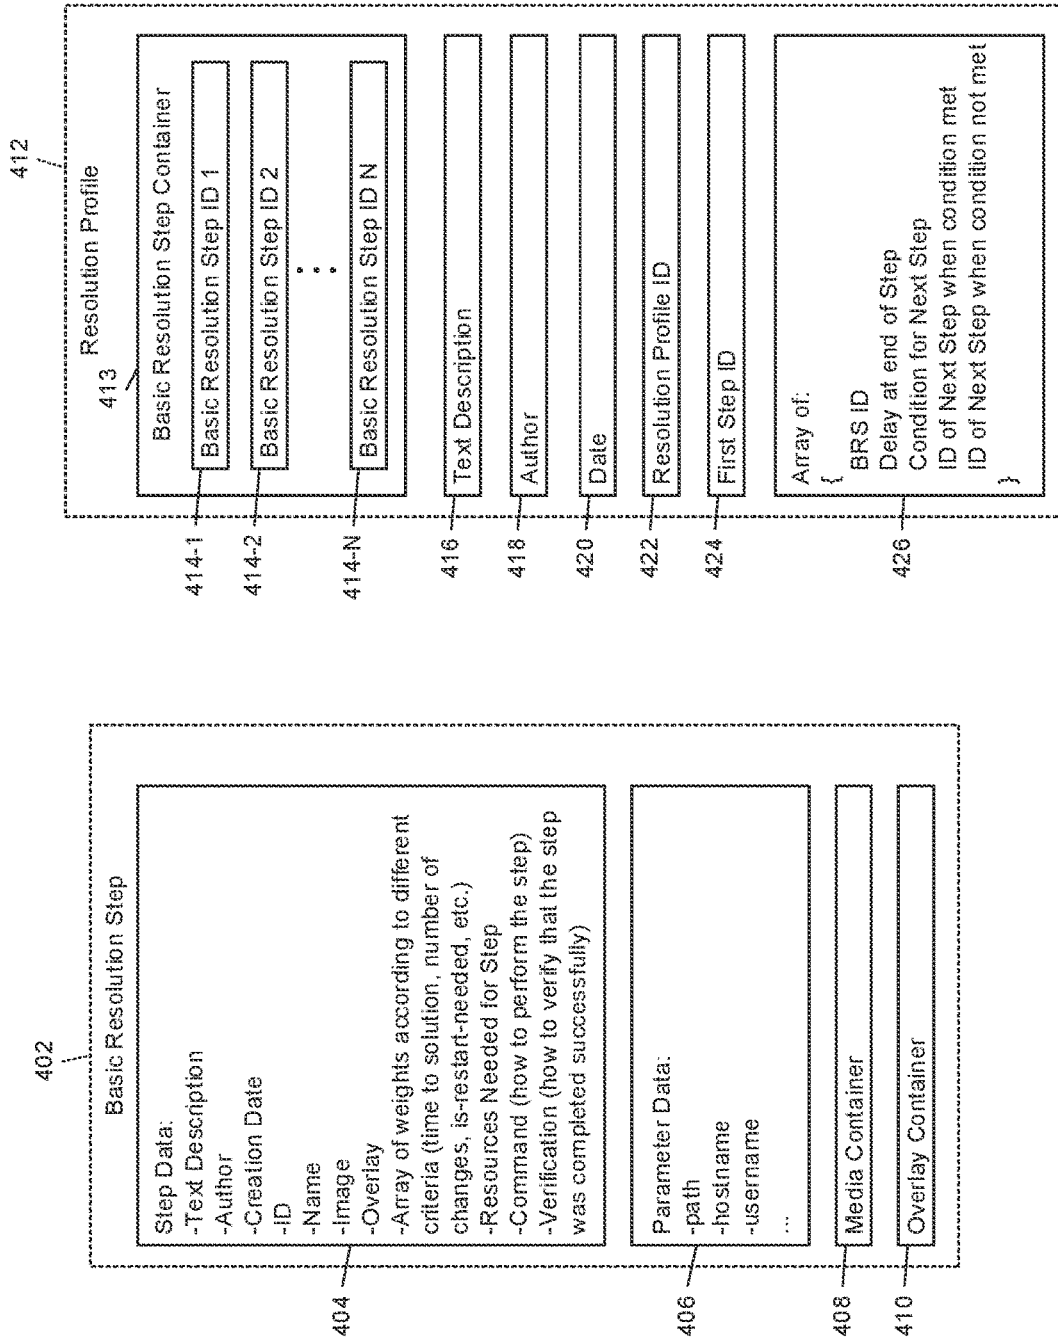 402
Basic Resolution Step
Step Data:
-Text Description
-Author
-Creation Date
-ID
-Name
-Image
-Overlay
-Array of weights according to different
criteria (time to solution, number of
changes, is-restart-needed, etc.)
-Resources Needed for Step
-Command (how to perform the step)
-Verification (how to verify that the step
was completed successfully)
404
Parameter Data:
-path
-hostname
-username
...
406
Media Container
408
Overlay Container
410
412
Resolution Profile
413
Basic Resolution Step Container
Basic Resolution Step ID 1
414-1
Basic Resolution Step ID 2
414-2
Basic Resolution Step ID N
414-N
Text Description
416
Author
418
Date
420
Resolution Profile ID
422
First Step ID
424
Array of:
{
BRS ID
Delay at end of Step
Condition for Next Step
ID of Next Step when condition met
ID of Next Step when condition not met
}
426